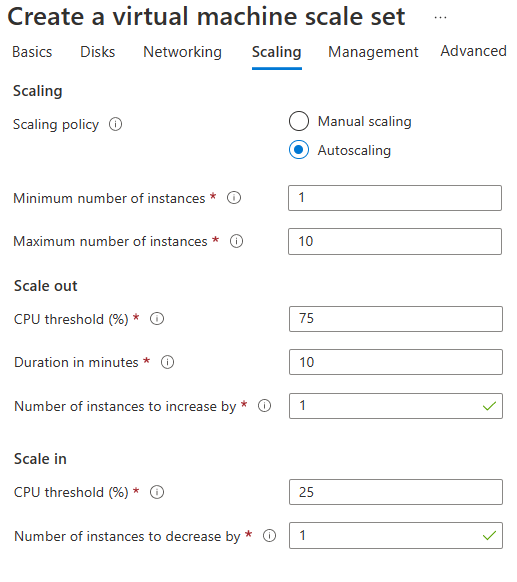 Create a virtual machine scale set ...
Basics Disks Networking Scaling Management Advanced
Scaling
Scaling policy
Manual scaling
Autoscaling
Minimum number of instances * 1
Maximum number of instances * 10
Scale out
CPU threshold (%) * 75
Duration in minutes * 10
Number of instances to increase by * 1
Scale in
CPU threshold (%) * 25
Number of instances to decrease by * 1